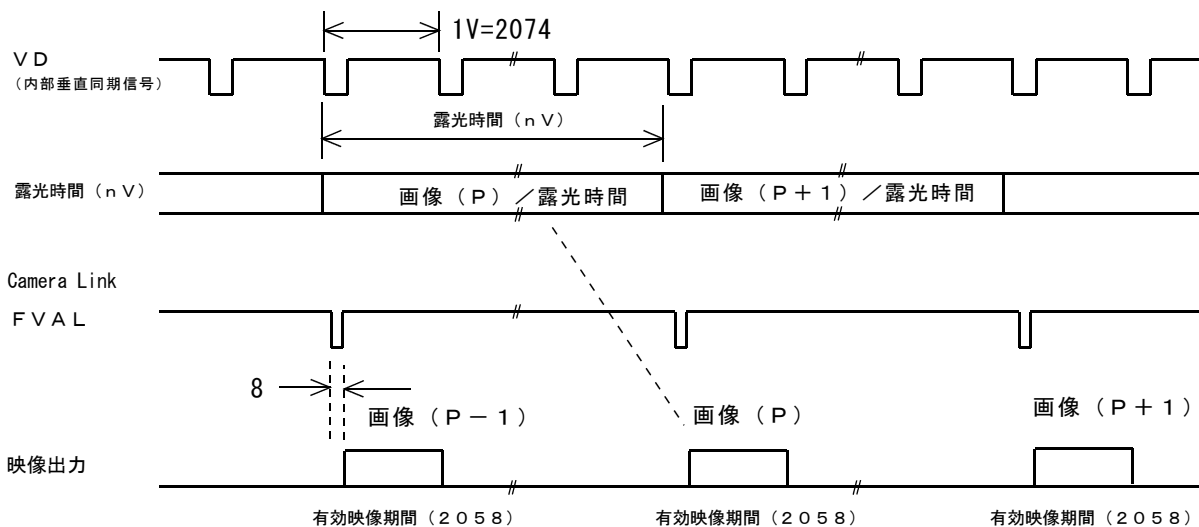 1V=2074
VD
(内部垂直同期信号)
露光時間(nV)
露光時間(nV)
画像(P)/露光時間
画像(P+1)/露光時間
Camera Link
FVAL
8
画像(P-1)
画像(P)
画像(P+1)
映像出力
有効映像期間(2058)
有効映像期間(2058)
有効映像期間(2058)